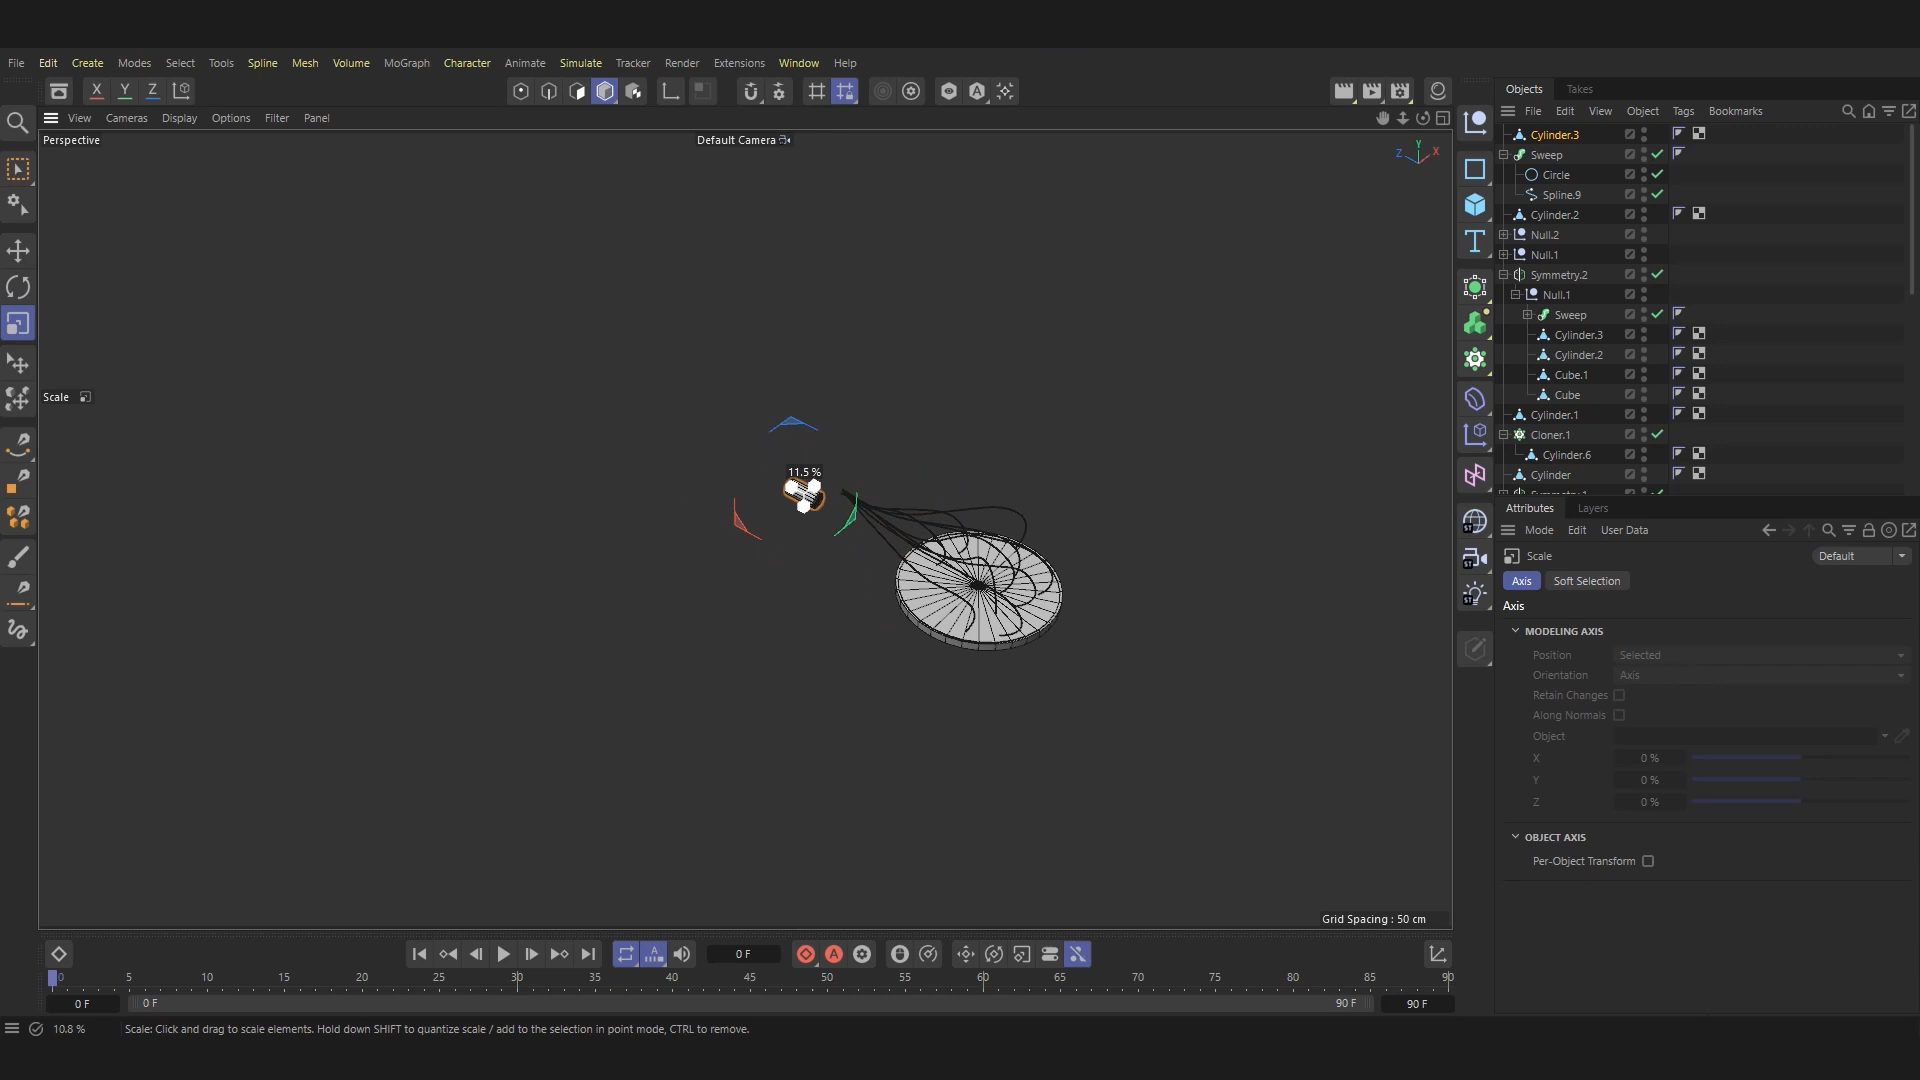 File Edit Create Modes Select Tools Spline Mesh Volume MoGraph Character Animate Simulate Tracker Render Extensions Window Help
X Y Z
Objects Takes
View Cameras Display Options Filter Panel
File Edit View Object Tags Bookmarks
Perspective
Default Camera
Y
Z X
Cylinder.3
Sweep
Circle
Spline.9
Cylinder.2
Null.2
Null.1
Symmetry.2
Null.1
Sweep
Cylinder.3
Cylinder.2
Cube.1
Cube
Cylinder.1
Cloner.1
Cylinder.6
Cylinder
Symmetry.1
Scale
11.5 %
Attributes Layers
Mode Edit User Data
Scale
Default
Axis Soft Selection
Axis
MODELING AXIS
Position Selected
Orientation Axis
Retain Changes
Along Normals
Object
X 0 %
Y 0 %
Z 0 %
OBJECT AXIS
Per-Object Transform
ST
ST
ST
Grid Spacing : 50 cm
0 F
0 5 10 15 20 25 30 35 40 45 50 55 60 65 70 75 80 85 90
0 F 0 F 90 F 90 F
10.8 % Scale: Click and drag to scale elements. Hold down SHIFT to quantize scale / add to the selection in point mode, CTRL to remove.